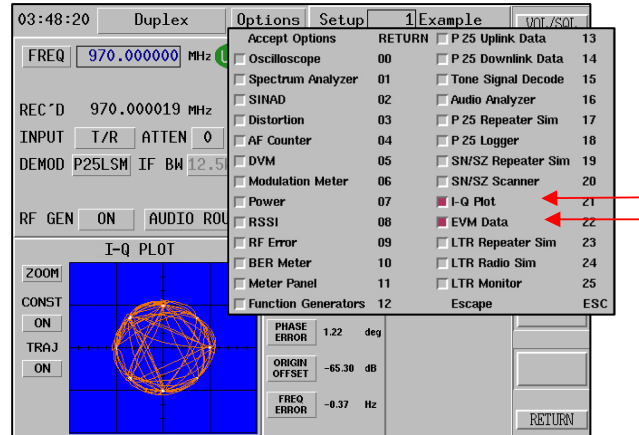 03:48:20 Duplex Options Setup 1 Example VOL/SQL
FREQ 970.000000 MHz
REC'D 970.000019 MHz
INPUT T/R ATTEN 0
DEMOD P25LSM IF BW 12.5
RF GEN ON AUDIO ROU
Accept Options RETURN
Oscilloscope 00
Spectrum Analyzer 01
SINAD 02
Distortion 03
AF Counter 04
DVM 05
Modulation Meter 06
Power 07
RSSI 08
RF Error 09
BER Meter 10
Meter Panel 11
Function Generators 12
P 25 Uplink Data 13
P 25 Downlink Data 14
Tone Signal Decode 15
Audio Analyzer 16
P 25 Repeater Sim 17
P 25 Logger 18
SN/SZ Repeater Sim 19
SN/SZ Scanner 20
I-Q Plot 21
EVM Data 22
LTR Repeater Sim 23
LTR Radio Sim 24
LTR Monitor 25
Escape ESC
I-Q PLOT
ZOOM
CONST
ON
TRAJ
ON
PHASE ERROR 1.22 deg
ORIGIN OFFSET -65.30 dB
FREQ ERROR -0.37 Hz
RETURN